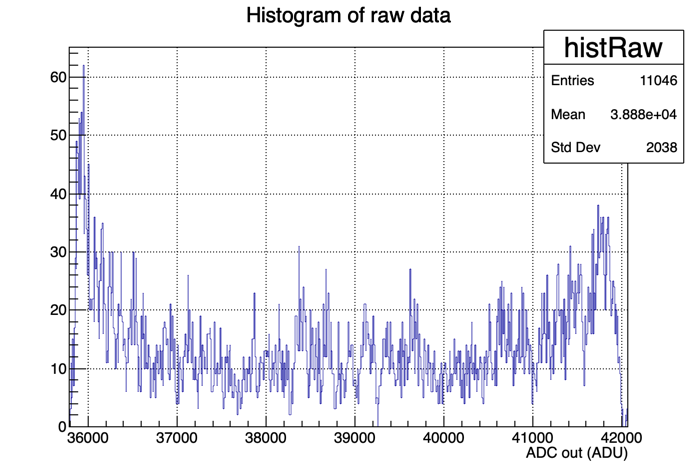 Histogram of raw data
histRaw
Entries 11046
Mean 3.888e+04
Std Dev 2038
60
50
40
30
20
10
0
36000 37000 38000 39000 40000 41000 42000
ADC out (ADU)